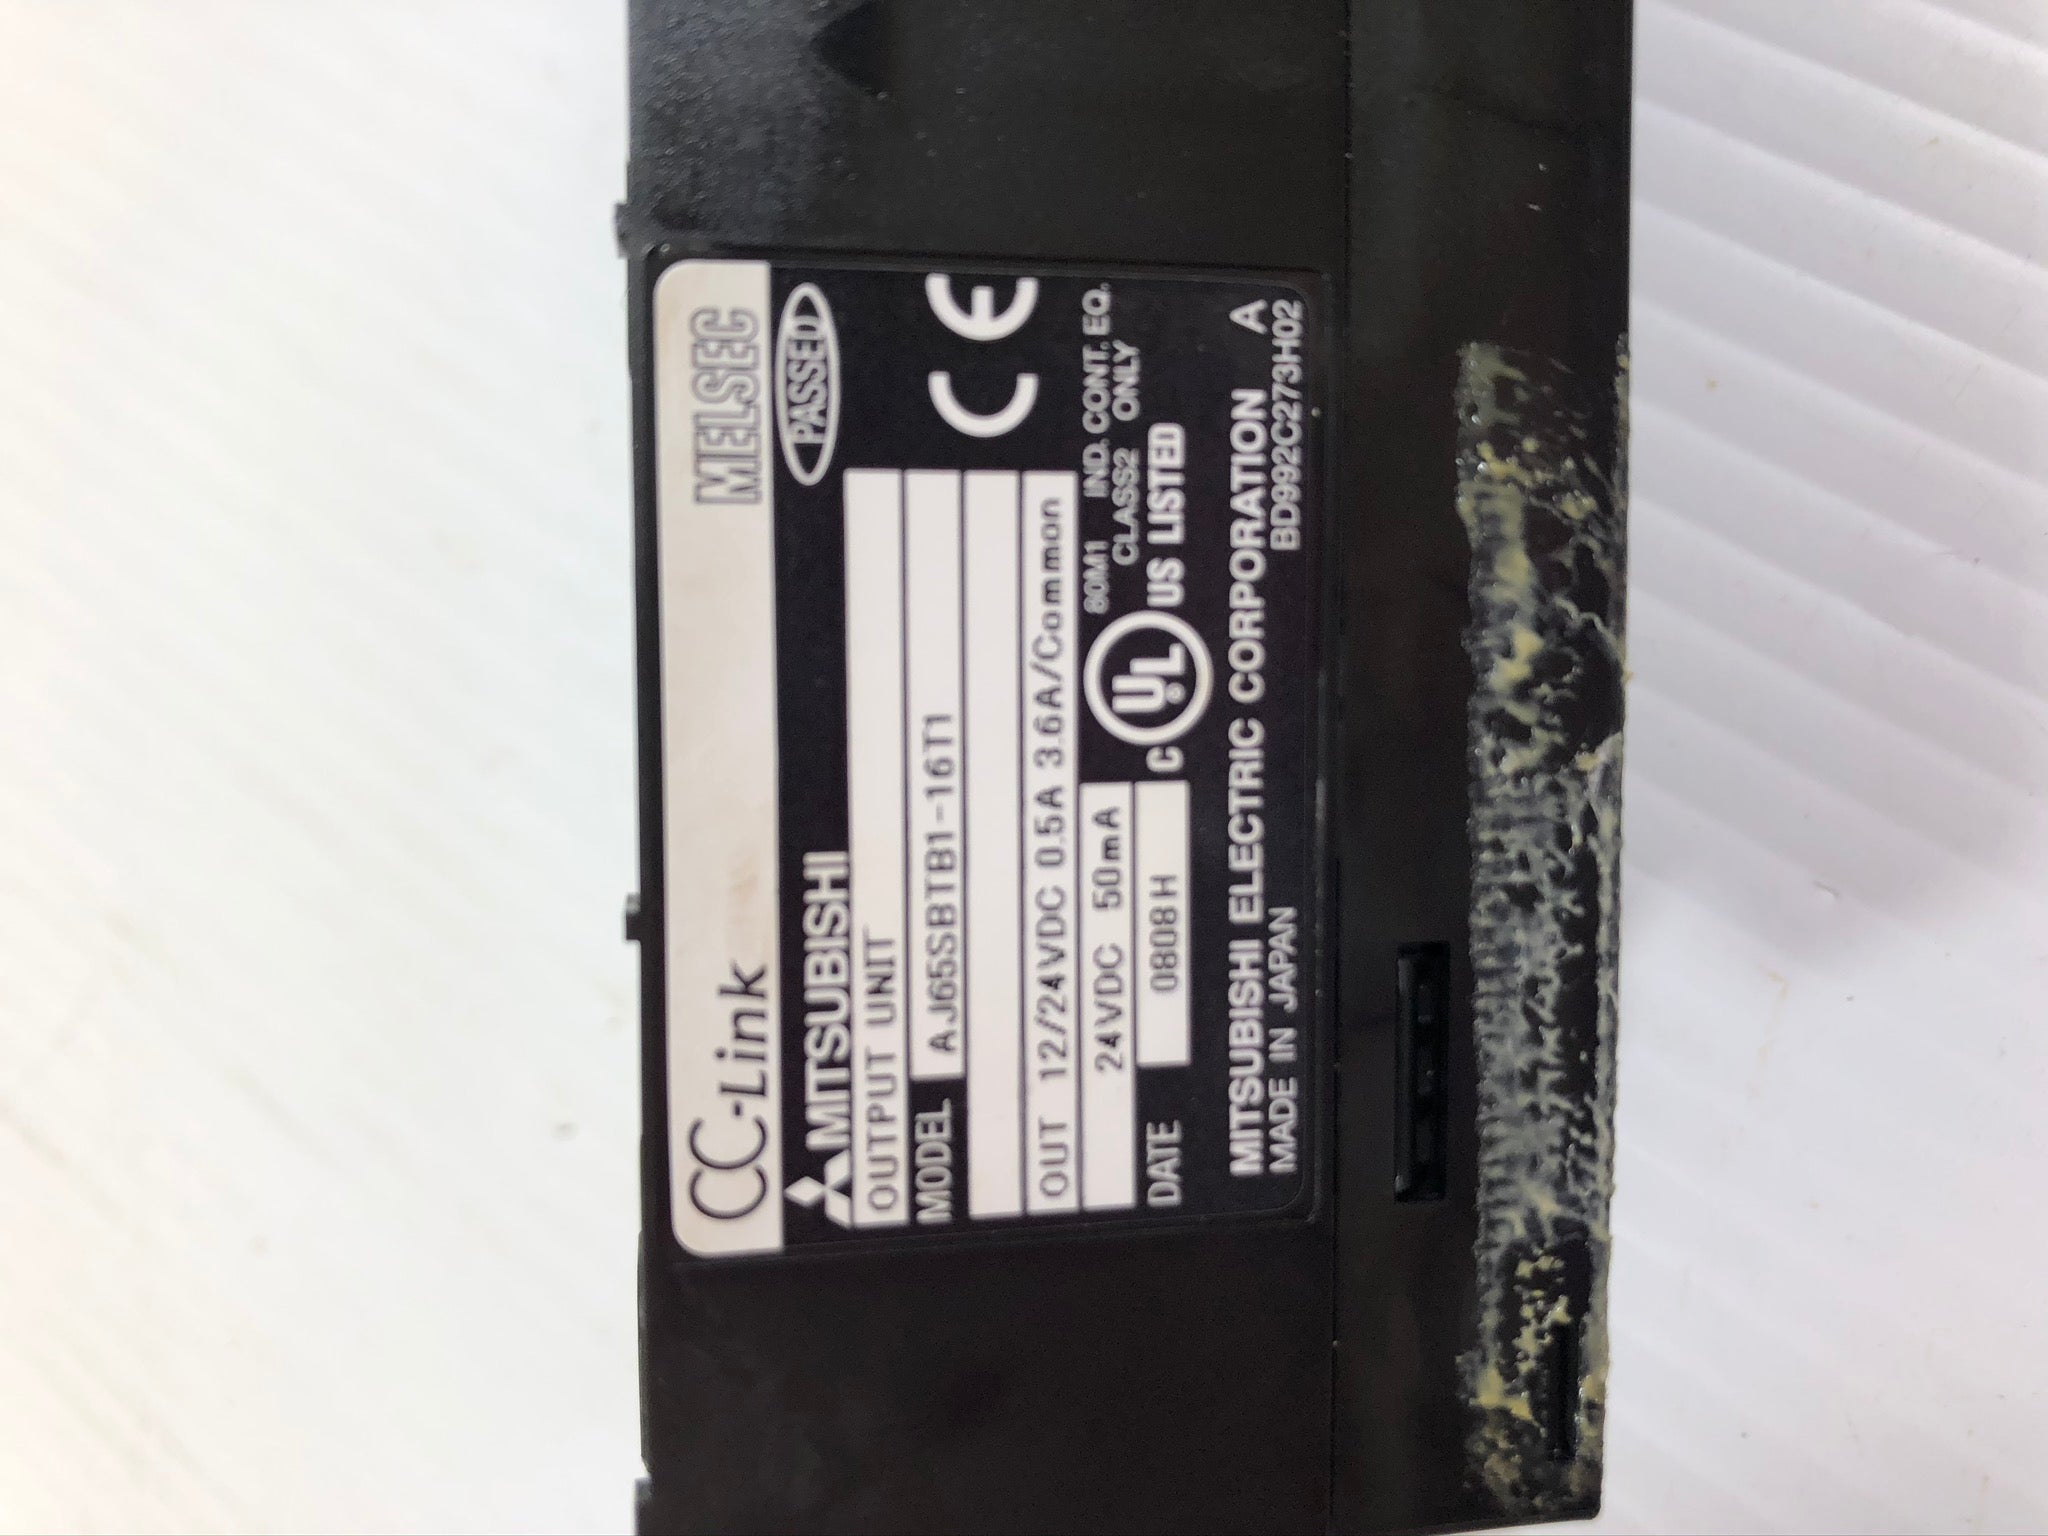 CC-Link MELSEC
MITSUBISHI PASSED
OUTPUT UNIT
MODEL AJ65SBTB1-16T1
CE
OUT 12/24VDC 0.5A 3.6A/Common
24VDC 50mA
80M1 IND. CONT. EQ.
CLASS2 ONLY
DATE 0808H
C UL US LISTED
MITSUBISHI ELECTRIC CORPORATION A
MADE IN JAPAN BD992C273H02